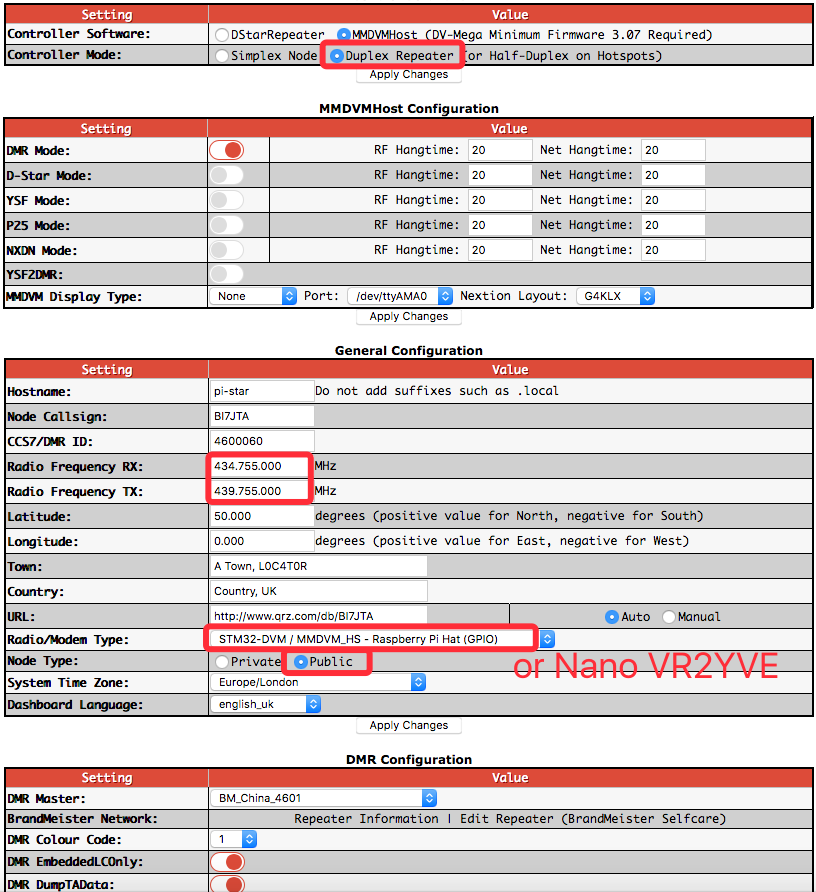 Setting Value
Controller Software: DStarRepeater MMDVMHost (DV-Mega Minimum Firmware 3.07 Required)
Controller Mode: Simplex Node Duplex Repeater or Half-Duplex on Hotspots)
Apply Changes
MMDVMHost Configuration
Setting Value
DMR Mode: RF Hangtime: 20 Net Hangtime: 20
D-Star Mode: RF Hangtime: 20 Net Hangtime: 20
YSF Mode: RF Hangtime: 20 Net Hangtime: 20
P25 Mode: RF Hangtime: 20 Net Hangtime: 20
NXDN Mode: RF Hangtime: 20 Net Hangtime: 20
YSF2DMR:
MMDVM Display Type: None Port: /dev/ttyAMA0 Nextion Layout: G4KLX
Apply Changes
General Configuration
Setting Value
Hostname: pi-star Do not add suffixes such as .local
Node Callsign: BI7JTA
CCS7/DMR ID: 4600060
Radio Frequency RX: 434.755.000 MHz
Radio Frequency TX: 439.755.000 MHz
Latitude: 50.000 degrees (positive value for North, negative for South)
Longitude: 0.000 degrees (positive value for East, negative for West)
Town: A Town, L0C4T0R
Country: Country, UK
URL: http://www.qrz.com/db/BI7JTA Auto Manual
Radio/Modem Type: STM32-DVM / MMDVM_HS - Raspberry Pi Hat (GPIO)
Node Type: Private Public or Nano VR2YVE
System Time Zone: Europe/London
Dashboard Language: english_uk
Apply Changes
DMR Configuration
Setting Value
DMR Master: BM_China_4601
BrandMeister Network: Repeater Information | Edit Repeater (BrandMeister Selfcare)
DMR Colour Code: 1
DMR EmbeddedLCOnly:
DMR DumpTAData: